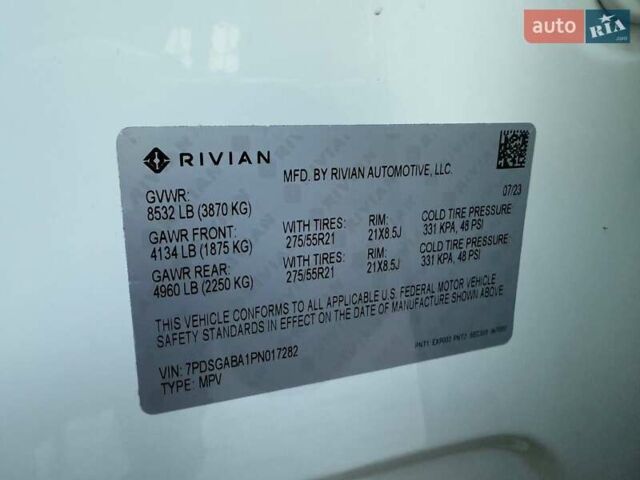 auto RIA .com
RIVIAN
MFD. BY RIVIAN AUTOMOTIVE, LLC.
07/23
GVWR:
8532 LB (3870 KG)
GAWR FRONT: WITH TIRES: RIM: COLD TIRE PRESSURE:
4134 LB (1875 KG) 275/55R21 21X8.5J 331 KPA, 48 PSI
GAWR REAR: WITH TIRES: RIM: COLD TIRE PRESSURE:
4960 LB (2250 KG) 275/55R21 21X8.5J 331 KPA, 48 PSI
THIS VEHICLE CONFORMS TO ALL APPLICABLE U.S. FEDERAL MOTOR VEHICLE
SAFETY STANDARDS IN EFFECT ON THE DATE OF MANUFACTURE SHOWN ABOVE.
PNT1 PNT2
VIN: 7PDSGABA1PN017282
TYPE: MPV